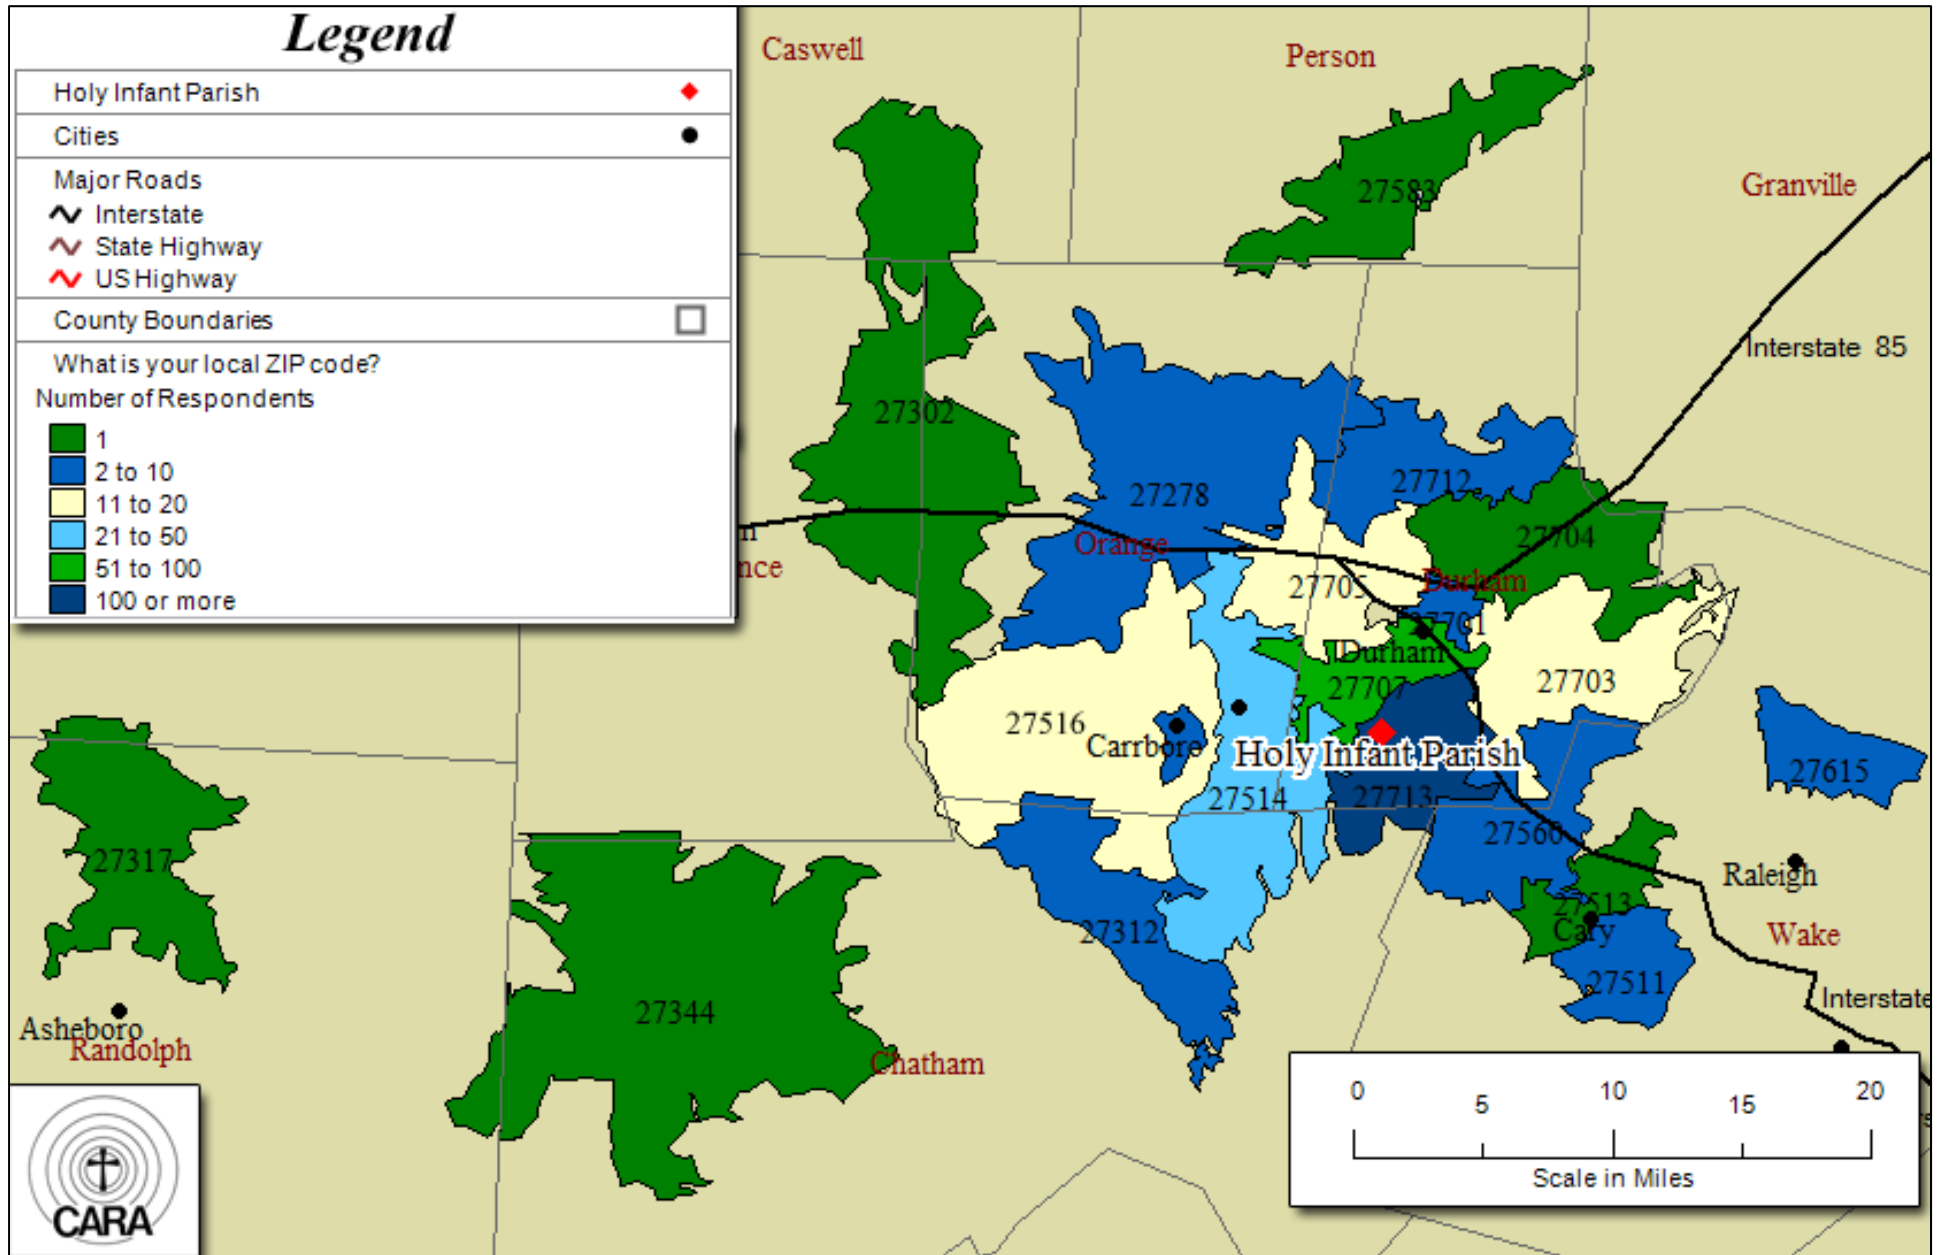 Legend
Holy Infant Parish
Cities
Major Roads
Interstate
State Highway
US Highway
County Boundaries
What is your local ZIP code?
Number of Respondents
1
2 to 10
11 to 20
21 to 50
51 to 100
100 or more
Caswell
Person
Granville
27583
Interstate 85
27302
27278
27712
27704
Orange
Durham
27705
27701
Durham
27707
27703
27516
Carrboro
Holy Infant Parish
27514
27713
27615
27560
27317
Raleigh
27513
Cary
Wake
27312
27511
27344
Interstate
Asheboro
Randolph
Chatham
0
5
10
15
20
Scale in Miles
CARA